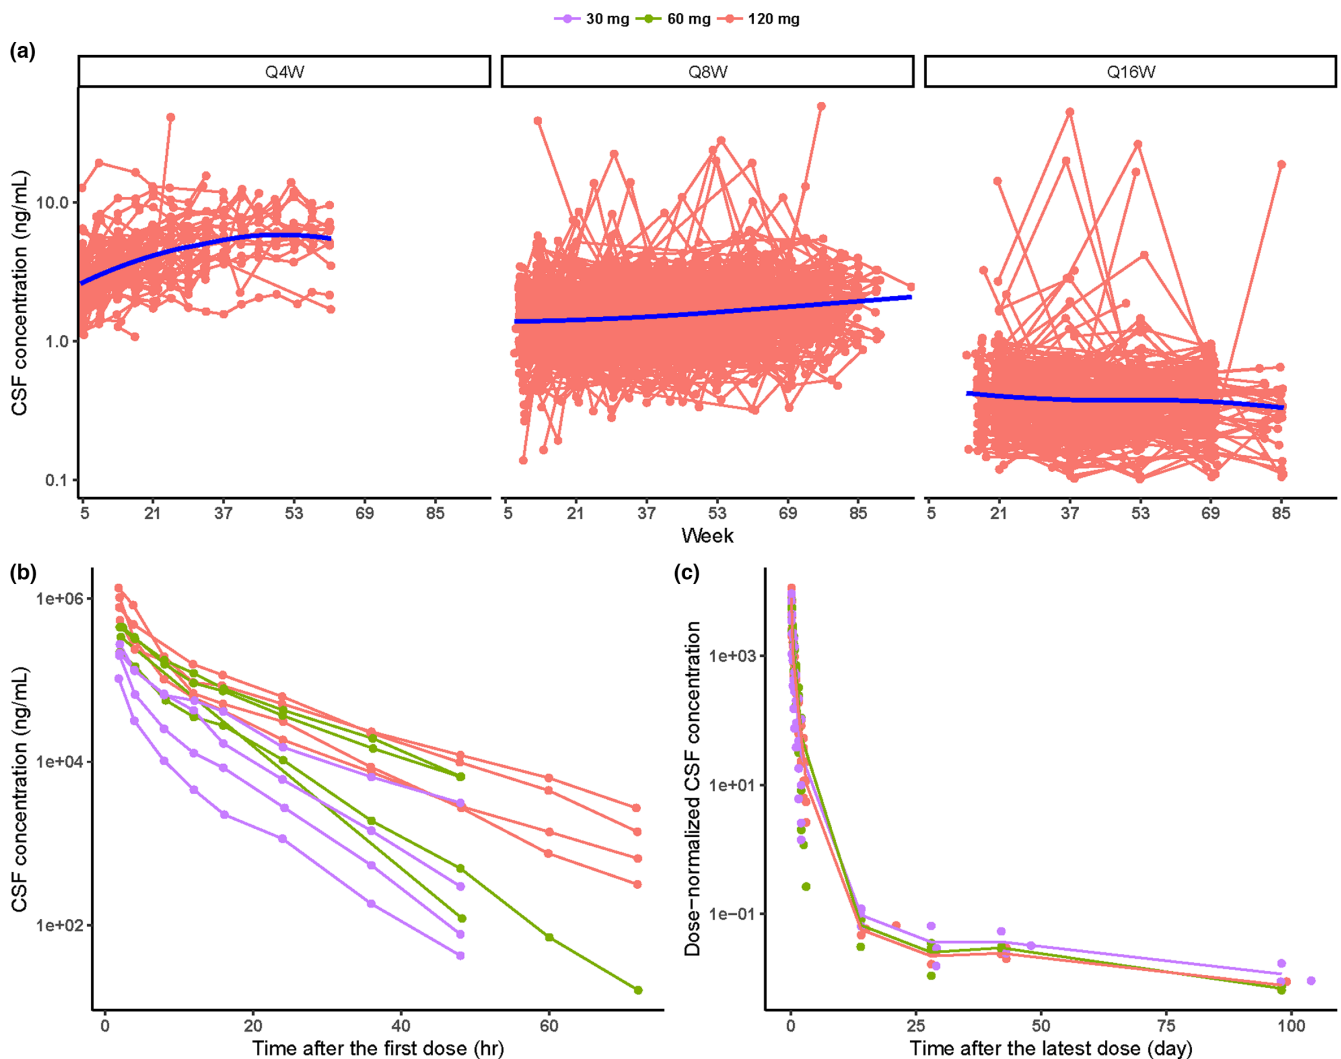 30 mg 60 mg 120 mg
(a)
Q4W Q8W Q16W
CSF concentration (ng/mL)
10.0
1.0
0.1
5 21 37 53 69 85 5 21 37 53 69 85 5 21 37 53 69 85
Week
(b)
CSF concentration (ng/mL)
1e+06
1e+04
1e+02
0 20 40 60
Time after the first dose (hr)
(c)
Dose−normalized CSF concentration
1e+03
1e+01
1e−01
0 25 50 75 100
Time after the latest dose (day)